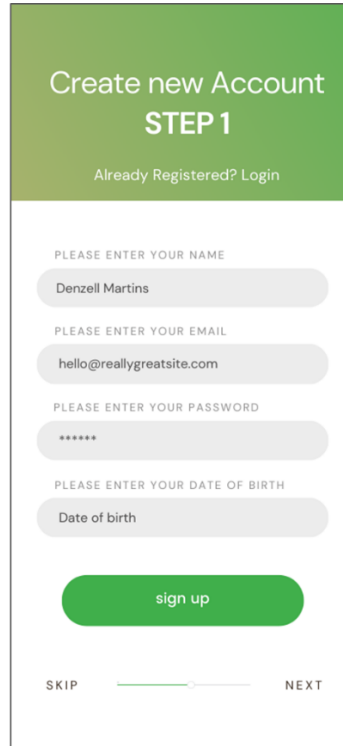 Create new Account
STEP 1
Already Registered? Login
PLEASE ENTER YOUR NAME
Denzell Martins
PLEASE ENTER YOUR EMAIL
hello@reallygreatsite.com
PLEASE ENTER YOUR PASSWORD
******
PLEASE ENTER YOUR DATE OF BIRTH
Date of birth
sign up
SKIP NEXT